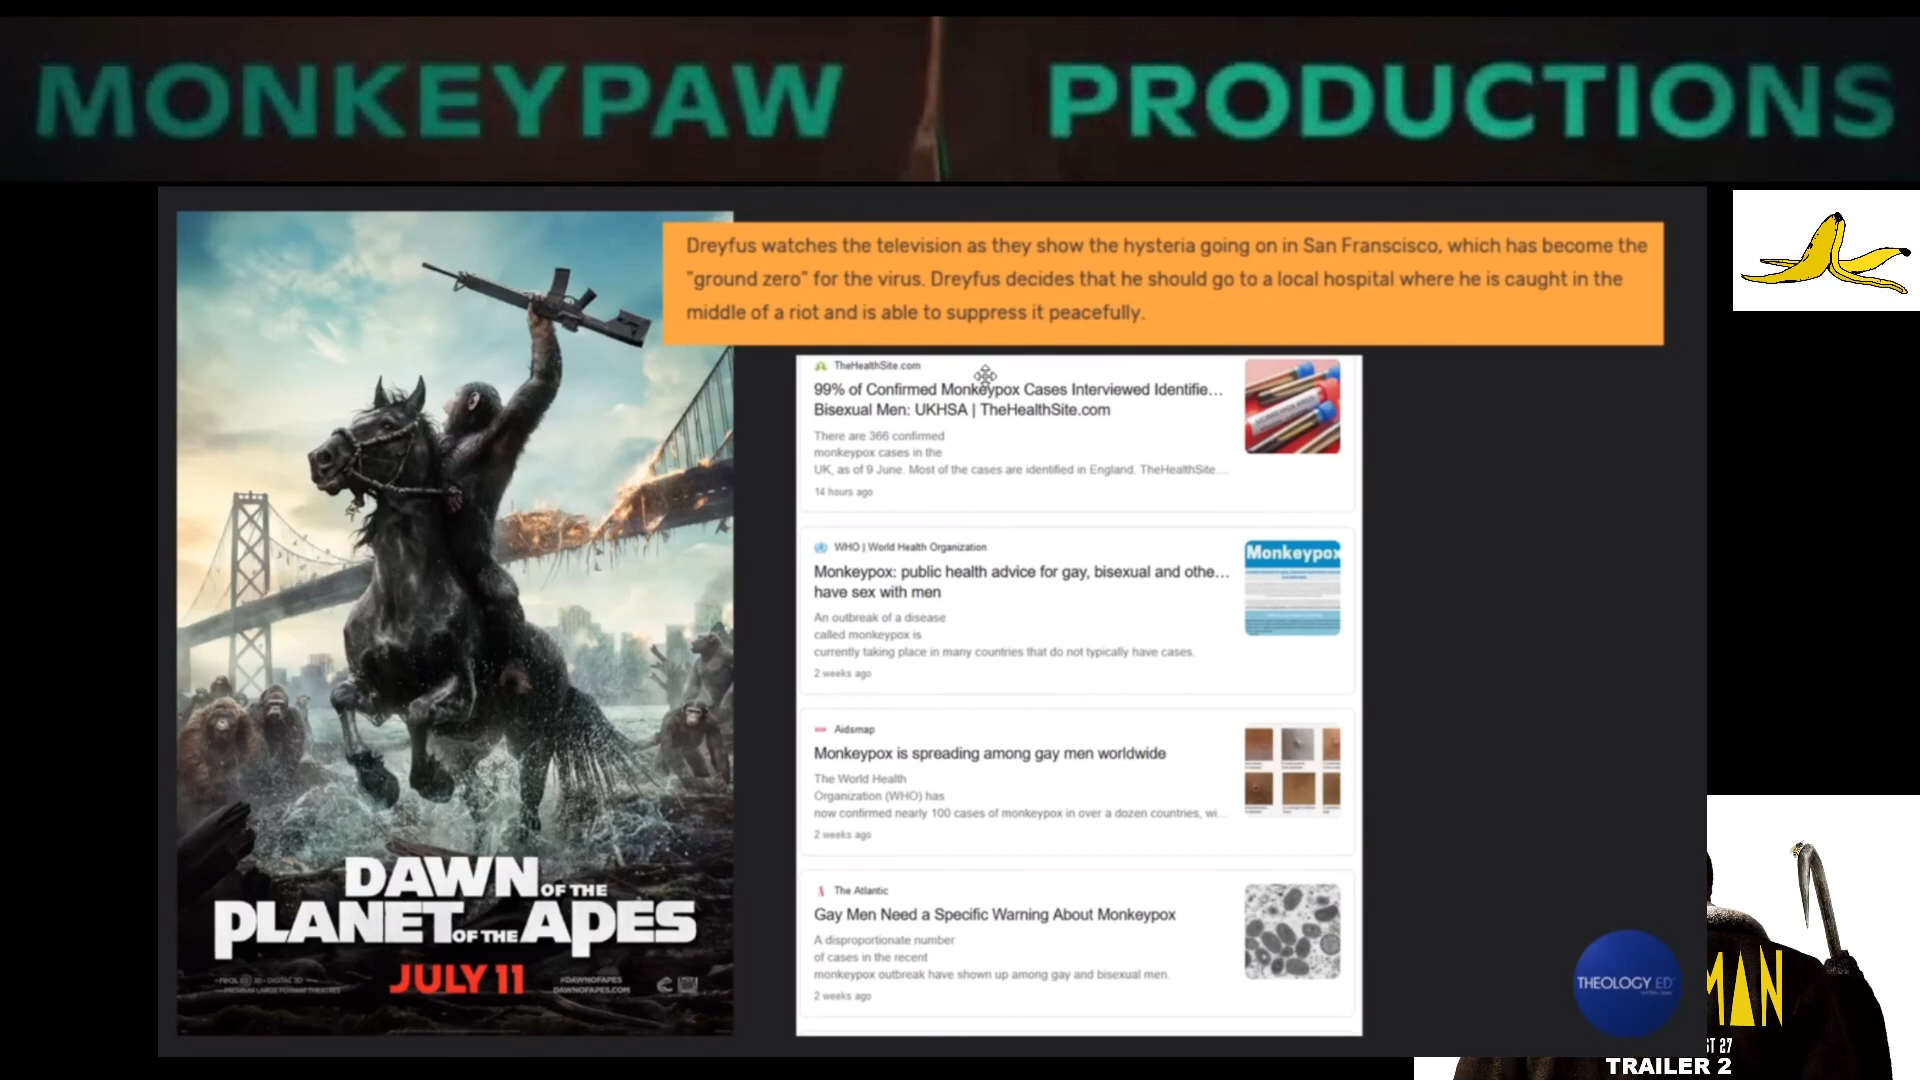 MONKEYPAW PRODUCTIONS
Dreyfus watches the television as they show the hysteria going on in San Franscisco, which has become the
"ground zero" for the virus. Dreyfus decides that he should go to a local hospital where he is caught in the
middle of a riot and is able to suppress it peacefully.
TheHealthSite.com
99% of Confirmed Monkeypox Cases Interviewed Identifie...
Bisexual Men: UKHSA | TheHealthSite.com
There are 366 confirmed
monkeypox cases in the
UK, as of 9 June. Most of the cases are identified in England. TheHealthSite....
14 hours ago
WHO | World Health Organization
Monkeypox: public health advice for gay, bisexual and othe...
have sex with men
An outbreak of a disease
called monkeypox is
currently taking place in many countries that do not typically have cases.
2 weeks ago
Monkeypox
Aidsmap
Monkeypox is spreading among gay men worldwide
The World Health
Organization (WHO) has
now confirmed nearly 100 cases of monkeypox in over a dozen countries, wi...
2 weeks ago
The Atlantic
Gay Men Need a Specific Warning About Monkeypox
A disproportionate number
of cases in the recent
monkeypox outbreak have shown up among gay and bisexual men.
2 weeks ago
DAWN OF THE
PLANET OF THE APES
JULY 11
#DAWNOFAPES
DAWNOFAPES.COM
THEOLOGY ED
MAN
ST 27
TRAILER 2